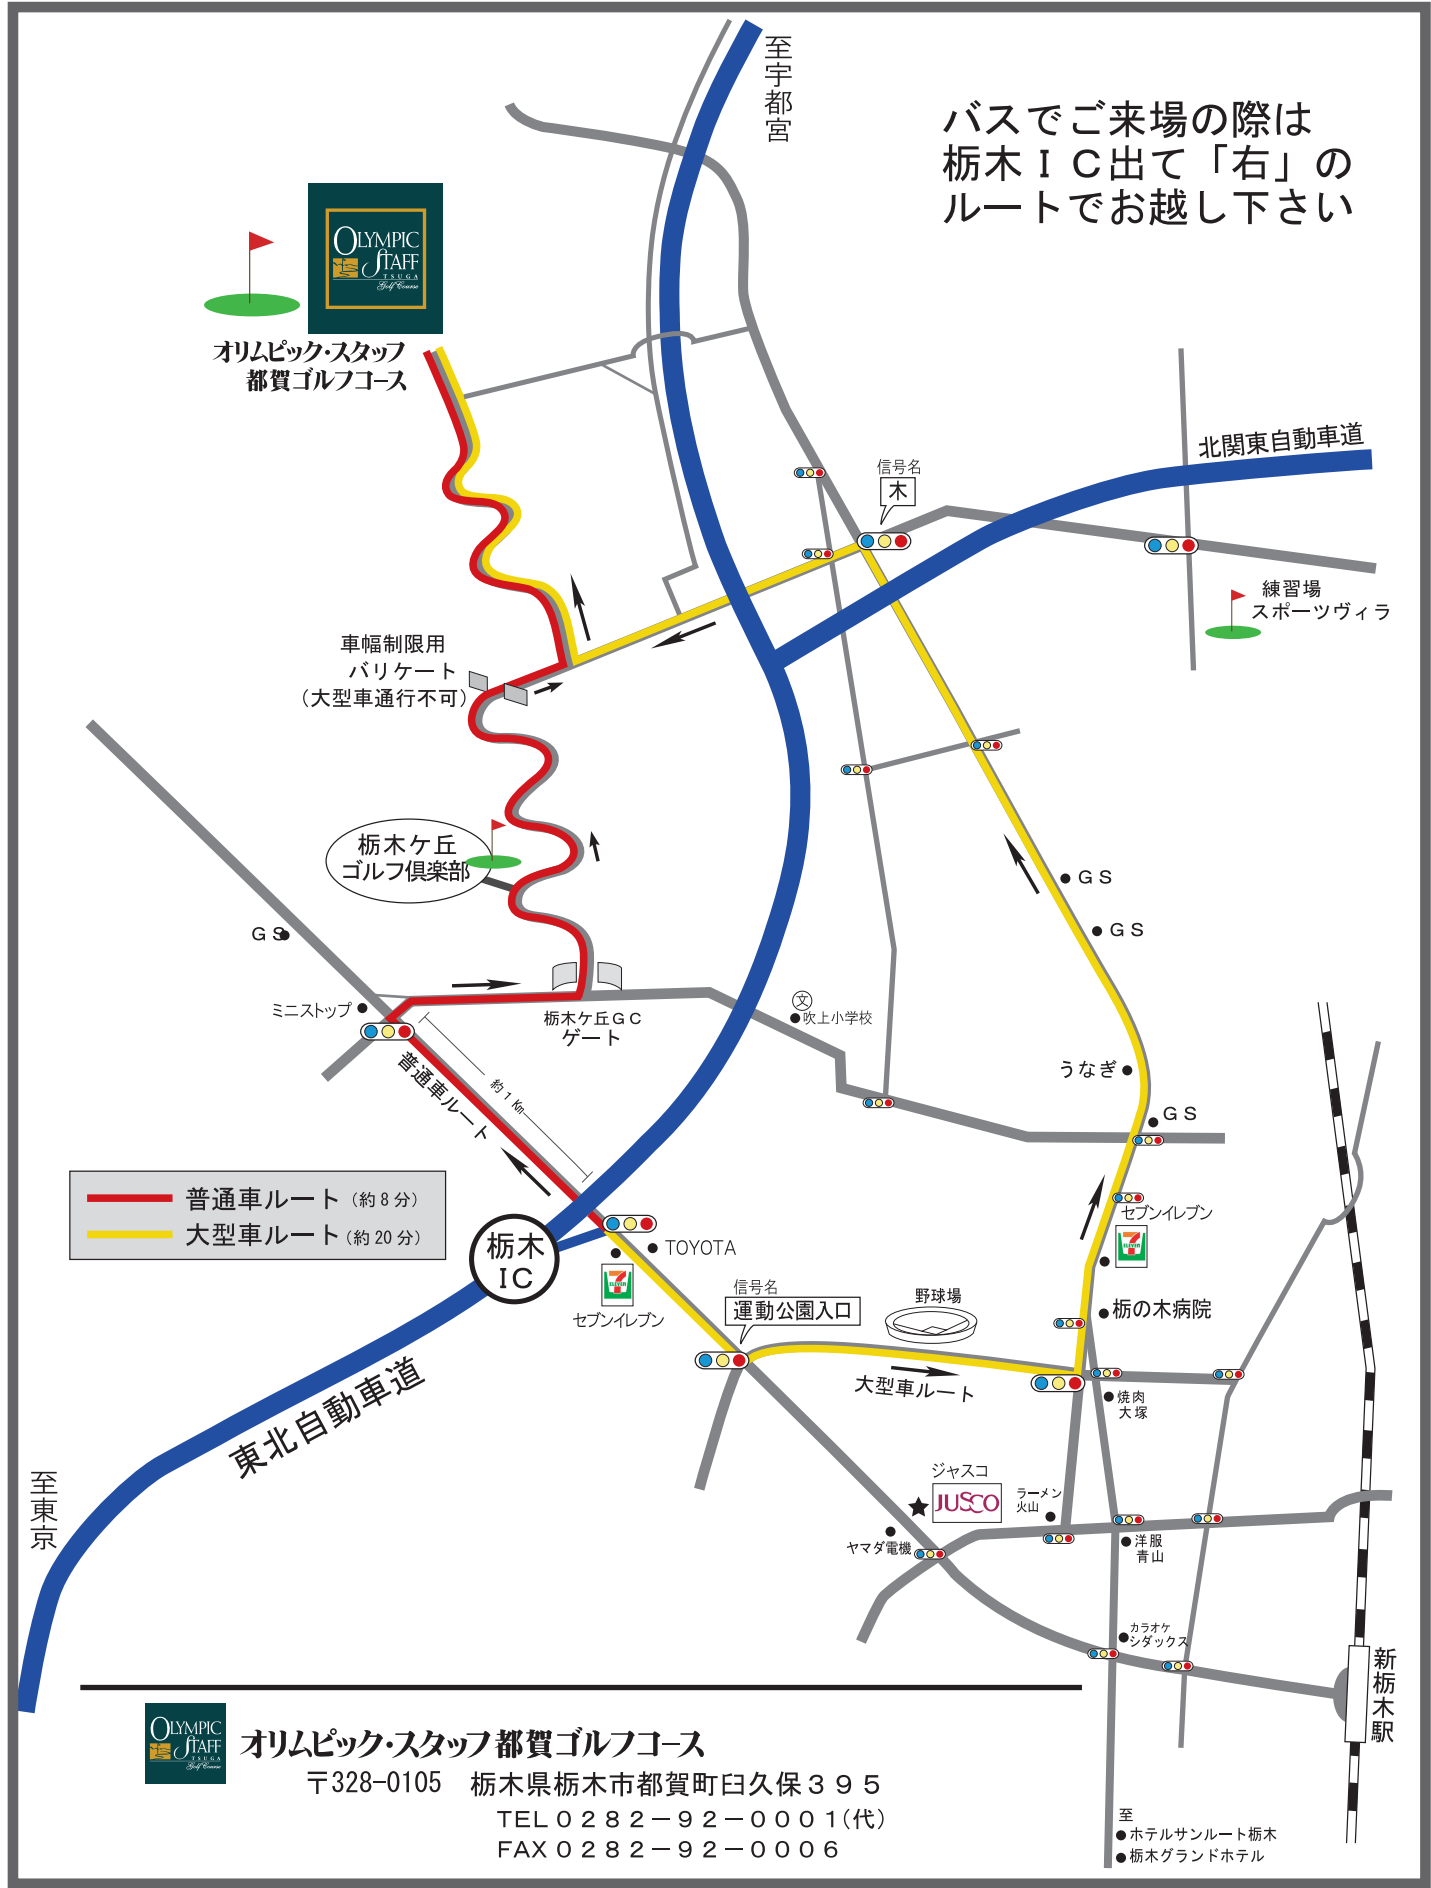 至宇都宮
バスでご来場の際は
栃木ＩＣ出て「右」の
ルートでお越し下さい
OLYMPIC
STAFF
TSUGA
Golf Course
オリムピック・スタッフ
都賀ゴルフコース
北関東自動車道
信号名
木
練習場
スポーツヴィラ
車幅制限用
バリケート
（大型車通行不可）
栃木ケ丘
ゴルフ倶楽部
ＧＳ
ＧＳ
ＧＳ
ミニストップ
栃木ケ丘ＧＣ
ゲート
文
吹上小学校
普通車ルート
約１Km
うなぎ
ＧＳ
普通車ルート（約８分）
大型車ルート（約20分）
栃木
IC
TOYOTA
7
ELEVEN
セブンイレブン
セブンイレブン
7
ELEVEN
信号名
運動公園入口
野球場
栃の木病院
大型車ルート
焼肉
大塚
東北自動車道
至東京
ジャスコ
JUSCO
ラーメン
火山
ヤマダ電機
洋服
青山
カラオケ
シダックス
新栃木駅
OLYMPIC
STAFF
TSUGA
Golf Course
オリムピック・スタッフ都賀ゴルフコース
〒328-0105　栃木県栃木市都賀町臼久保３９５
TEL０２８２－９２－０００１（代）
FAX０２８２－９２－０００６
至
ホテルサンルート栃木
栃木グランドホテル